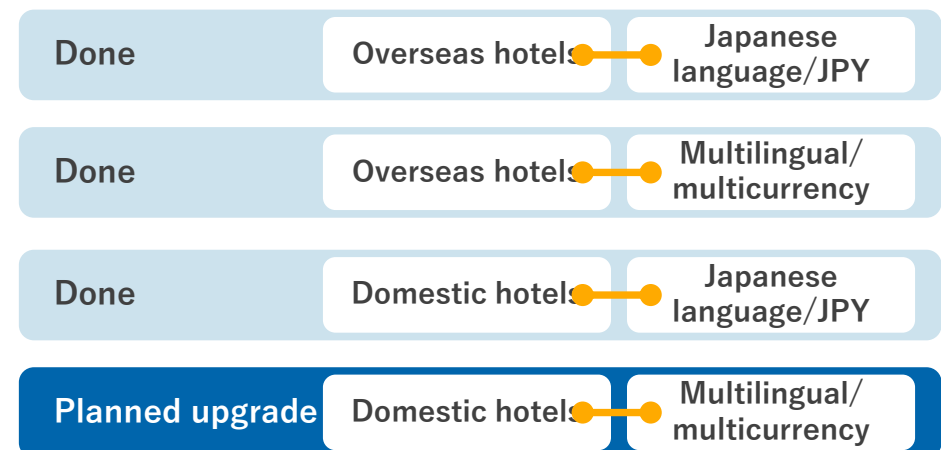 Done
Overseas hotels
Japanese
language/JPY
Done
Overseas hotels
Multilingual/
multicurrency
Done
Domestic hotels
Japanese
language/JPY
Planned upgrade
Domestic hotels
Multilingual/
multicurrency